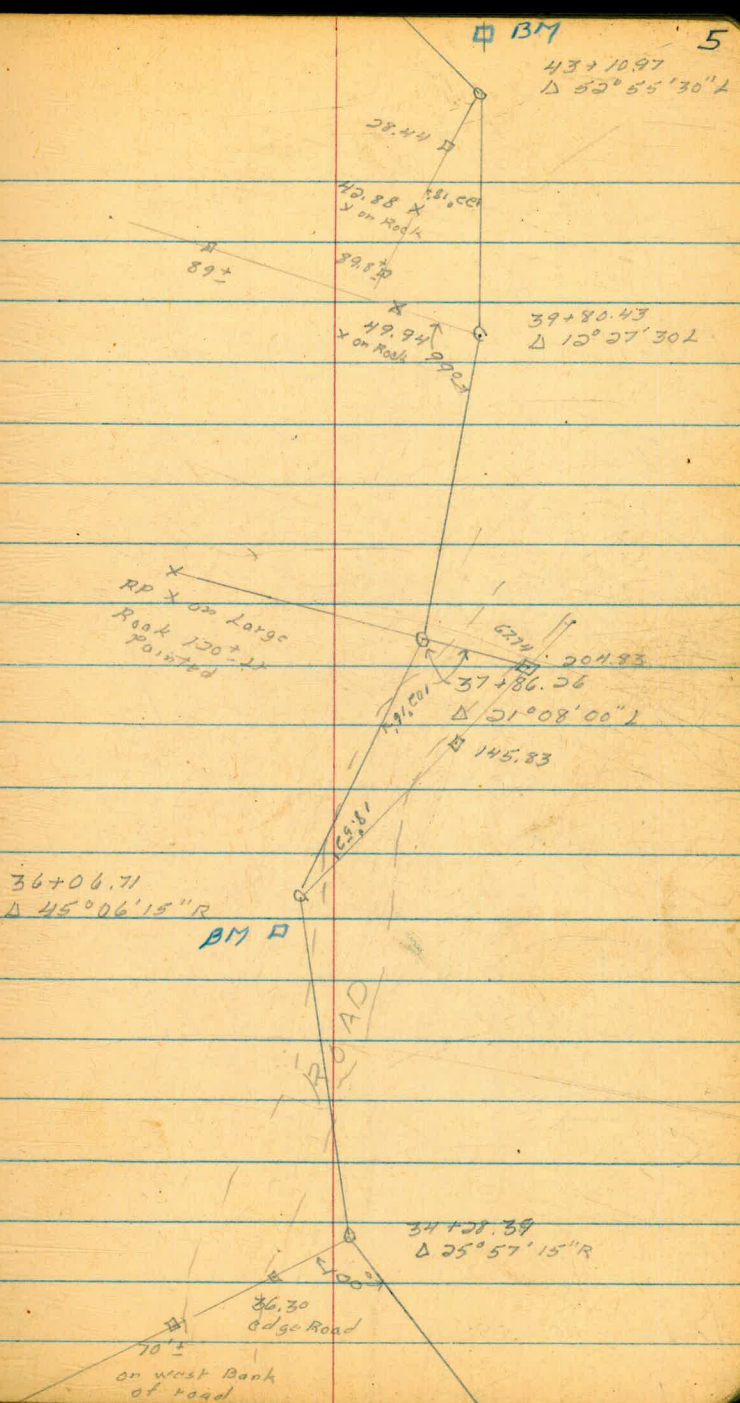 BM
5
43+10.97
Δ 52°55'30"L
28.44
42.88 X
X on Rock
89.8±
89±
49.94
X on Rock
39+80.43
Δ 12°27'30L
RP X on Large
Rock 120±
Painted
204.83
37+86.26
Δ 21°08'00"L
145.83
36+06.71
Δ 45°06'15"R
BM
ROAD
34+28.39
Δ 25°57'15"R
36.30
edge Road
70'±
on west Bank
of road